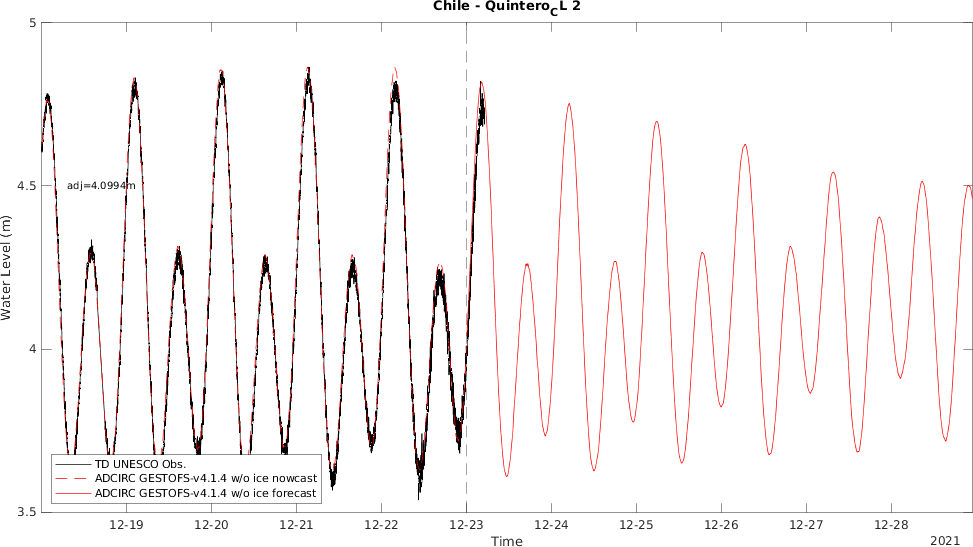 Chile - Quintero_CL 2
5
4.5
4
3.5
Water Level (m)
adj=4.0994m
TD UNESCO Obs.
ADCIRC GESTOFS-v4.1.4 w/o ice nowcast
ADCIRC GESTOFS-v4.1.4 w/o ice forecast
12-19 12-20 12-21 12-22 12-23 12-24 12-25 12-26 12-27 12-28
Time
2021